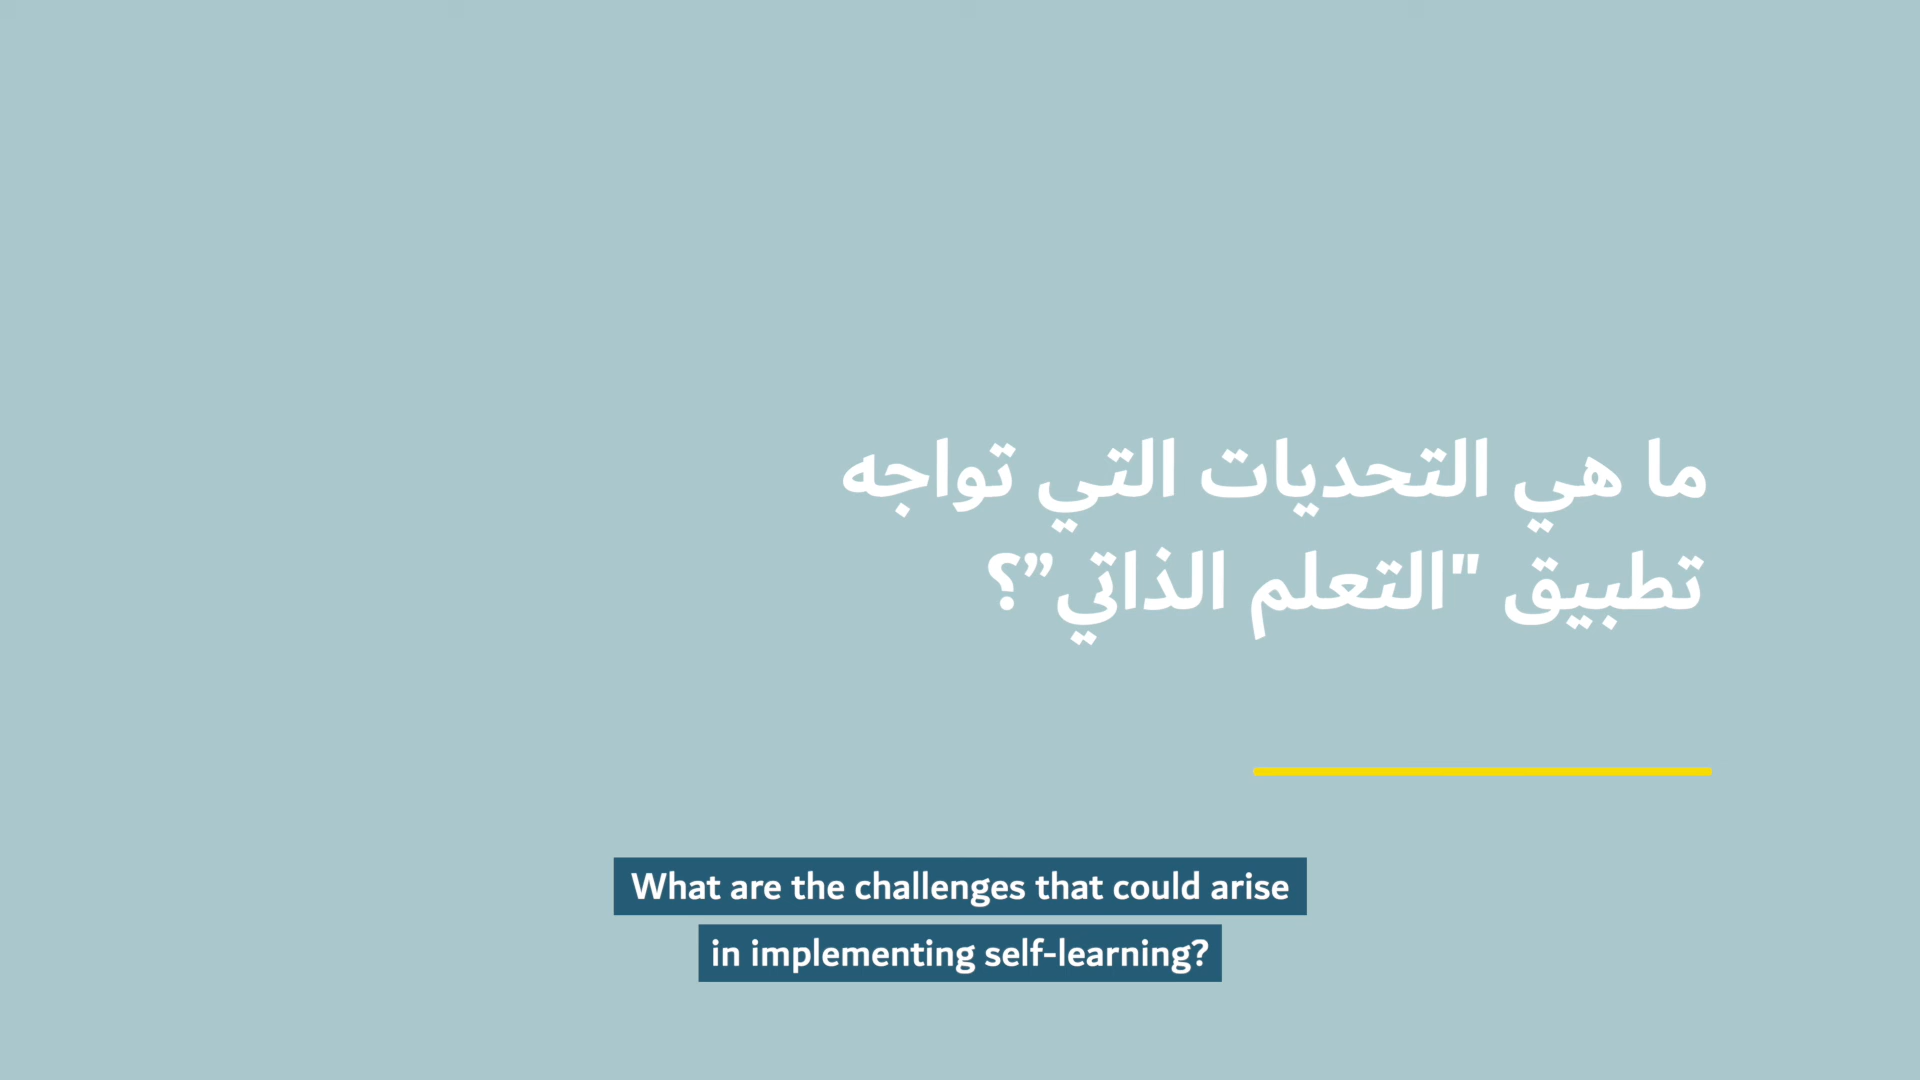 ما هي التحديات التي تواجه
تطبيق "التعلم الذاتي”؟
What are the challenges that could arise
in implementing self-learning?